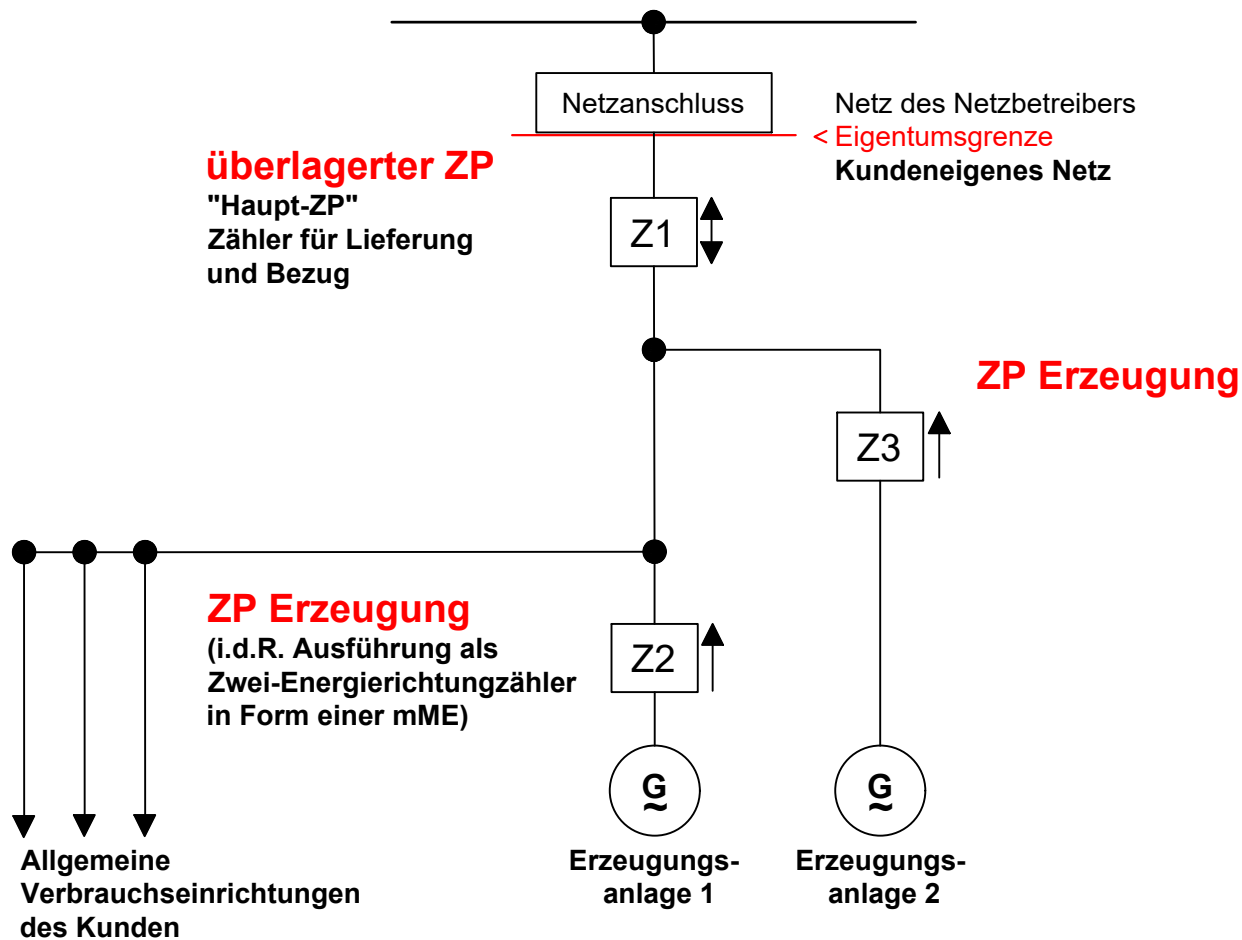 Netzanschluss
Netz des Netzbetreibers
< Eigentumsgrenze
Kundeneigenes Netz
überlagerter ZP
"Haupt-ZP"
Zähler für Lieferung
und Bezug
Z1
ZP Erzeugung
Z3
ZP Erzeugung
(i.d.R. Ausführung als
Zwei-Energierichtungzähler
in Form einer mME)
Z2
G
~
G
~
Allgemeine
Verbrauchseinrichtungen
des Kunden
Erzeugungs-
anlage 1
Erzeugungs-
anlage 2